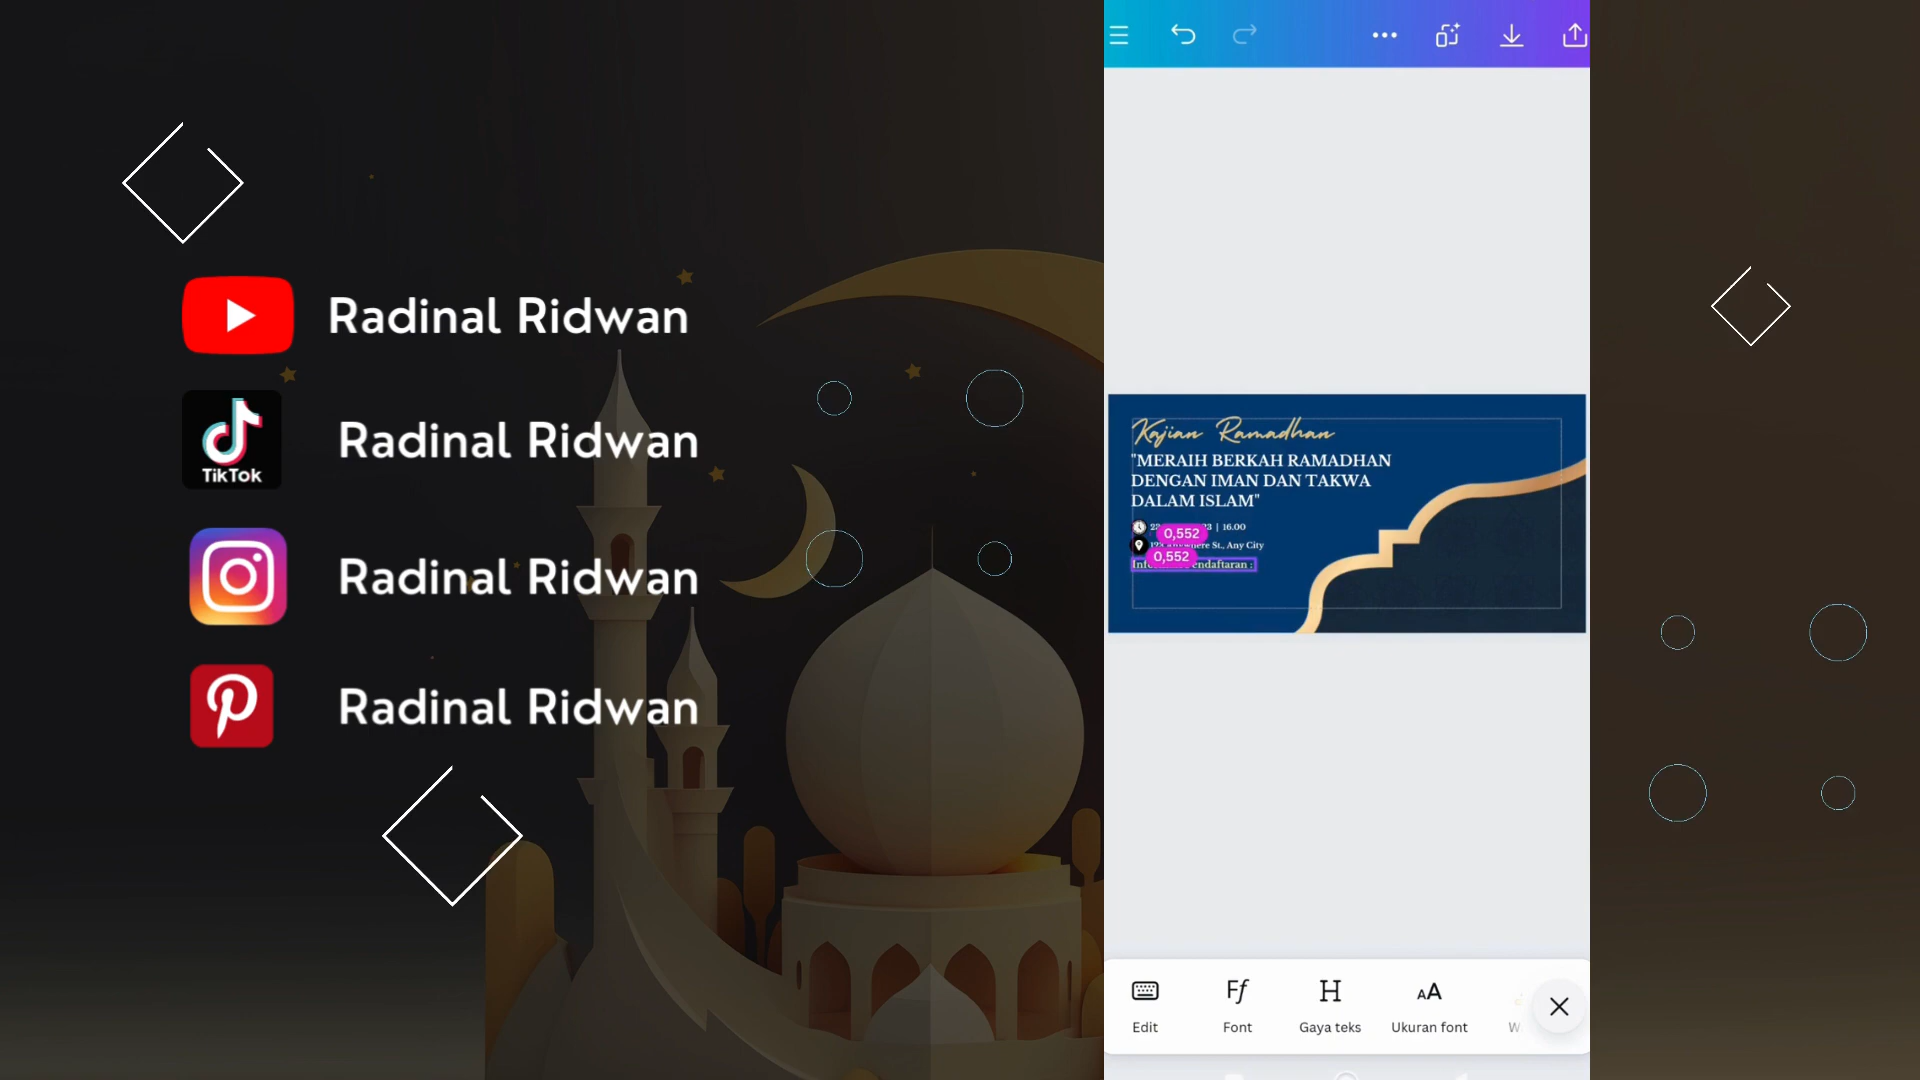 Radinal Ridwan
TikTok
Radinal Ridwan
Radinal Ridwan
Radinal Ridwan
Kajian Ramadhan
"MERAIH BERKAH RAMADHAN
DENGAN IMAN DAN TAKWA
DALAM ISLAM"
| 16.00
0,552
St., Any City
0,552
Edit
Font
Gaya teks
Ukuran font